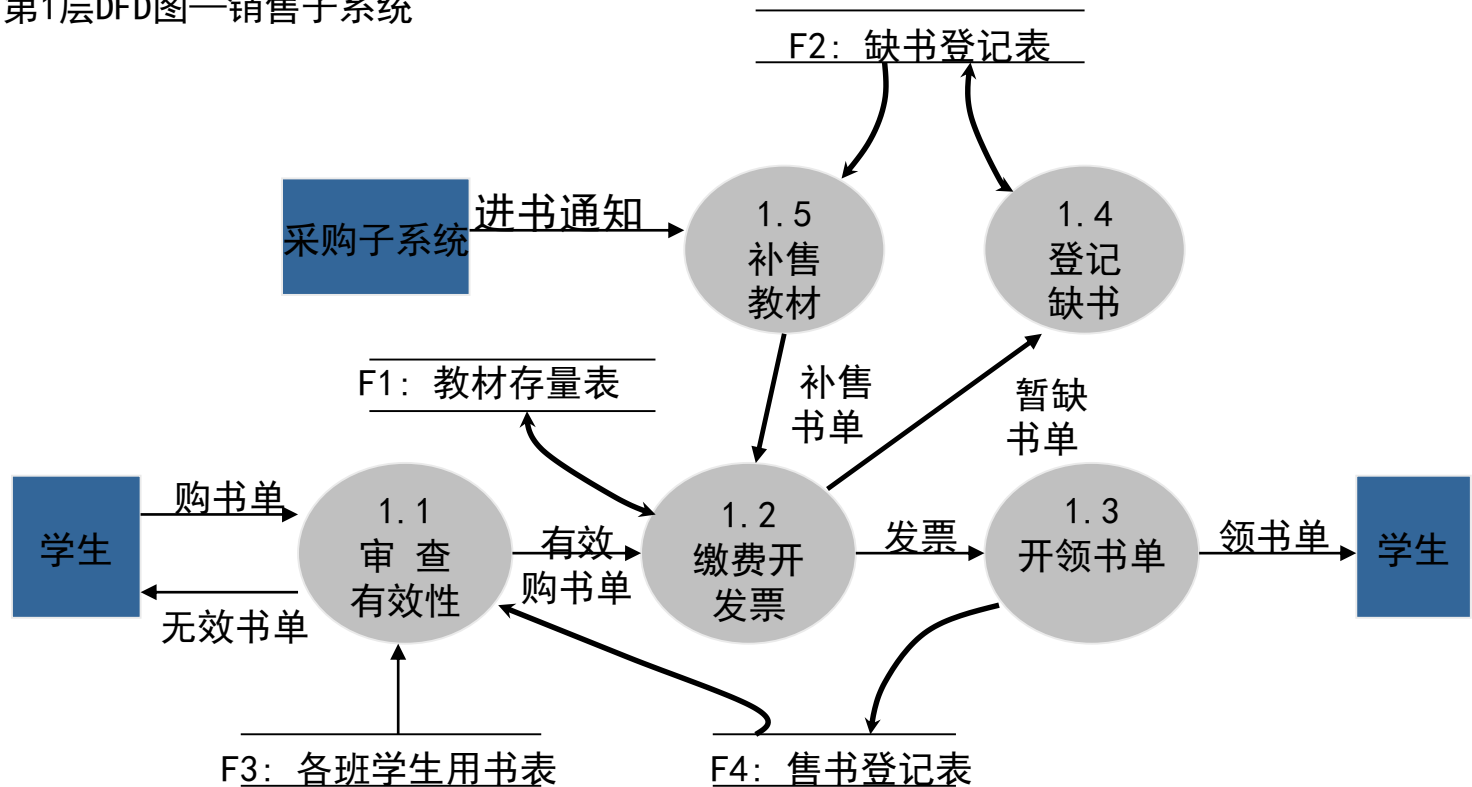 第1层DFD图—销售子系统
F2: 缺书登记表
采购子系统
进书通知
1.5
补售
教材
1.4
登记
缺书
F1: 教材存量表
补售
书单
暂缺
书单
学生
购书单
无效书单
1.1
审 查
有效性
有效
购书单
1.2
缴费开
发票
发票
1.3
开领书单
领书单
学生
F3: 各班学生用书表
F4: 售书登记表